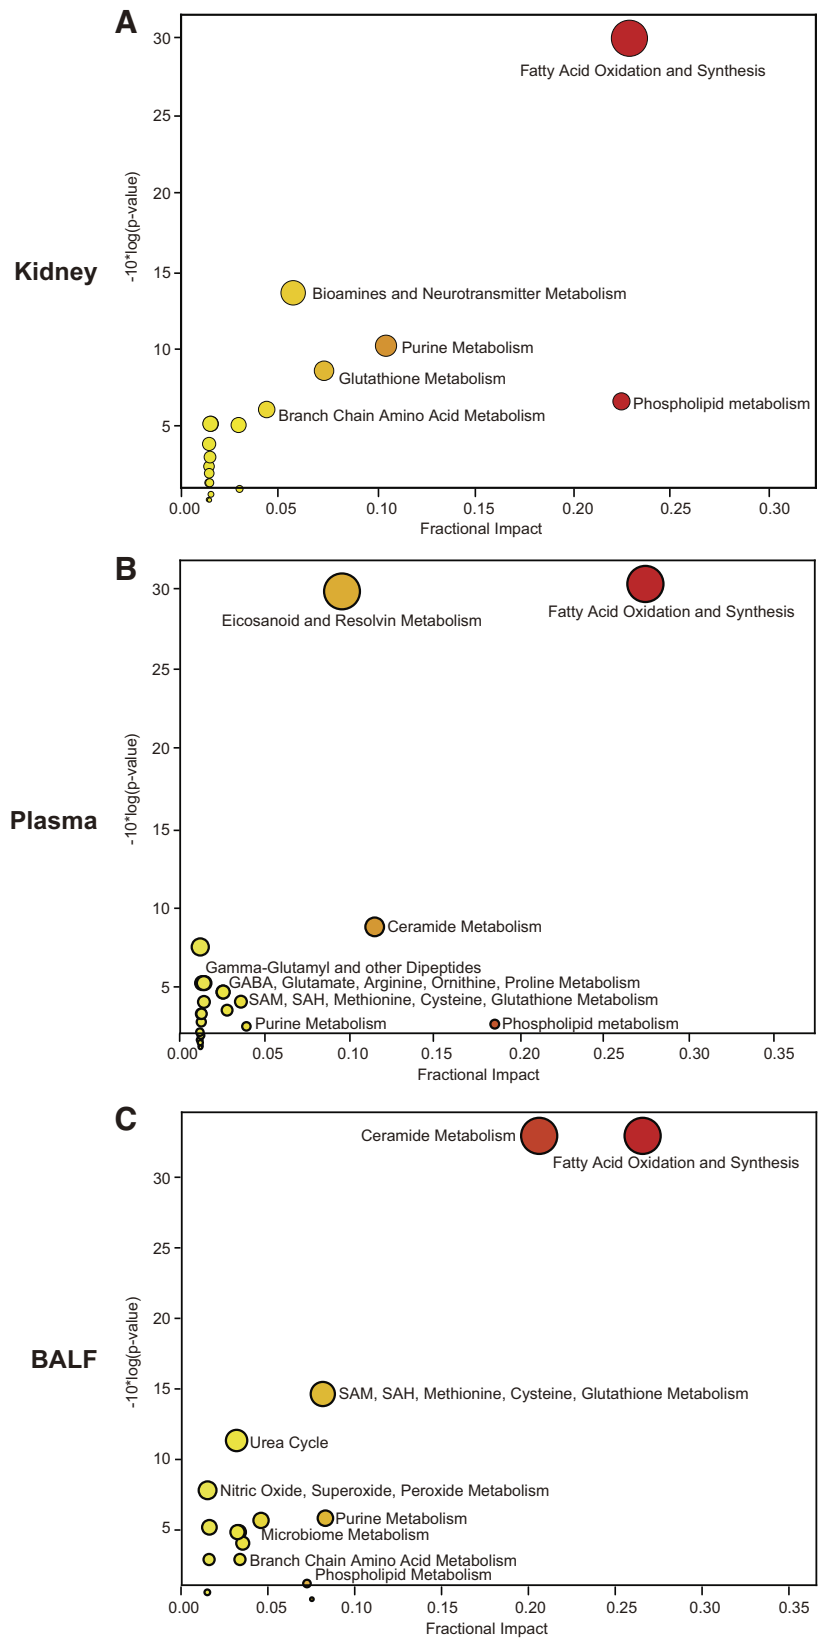 A
30
Fatty Acid Oxidation and Synthesis
25
20
-10*log(p-value)
Kidney
15
Bioamines and Neurotransmitter Metabolism
10
Purine Metabolism
Glutathione Metabolism
Phospholipid metabolism
Branch Chain Amino Acid Metabolism
5
0.00 0.05 0.10 0.15 0.20 0.25 0.30
Fractional Impact
B
30
Eicosanoid and Resolvin Metabolism
Fatty Acid Oxidation and Synthesis
25
20
-10*log(p-value)
Plasma
15
10
Ceramide Metabolism
Gamma-Glutamyl and other Dipeptides
5
GABA, Glutamate, Arginine, Ornithine, Proline Metabolism
SAM, SAH, Methionine, Cysteine, Glutathione Metabolism
Purine Metabolism
Phospholipid metabolism
0.00 0.05 0.10 0.15 0.20 0.25 0.30 0.35
Fractional Impact
C
Ceramide Metabolism
Fatty Acid Oxidation and Synthesis
30
25
20
-10*log(p-value)
BALF
15
SAM, SAH, Methionine, Cysteine, Glutathione Metabolism
Urea Cycle
10
Nitric Oxide, Superoxide, Peroxide Metabolism
Purine Metabolism
5
Microbiome Metabolism
Branch Chain Amino Acid Metabolism
Phospholipid Metabolism
0.00 0.05 0.10 0.15 0.20 0.25 0.30 0.35
Fractional Impact